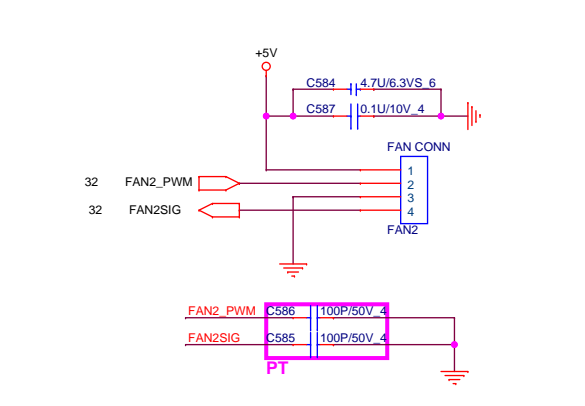 +5V
C584 4.7U/6.3VS_6
C587 0.1U/10V_4
FAN CONN
1
32 FAN2_PWM 2
3
32 FAN2SIG 4
FAN2
FAN2_PWM C586 100P/50V_4
FAN2SIG C585 100P/50V_4
PT